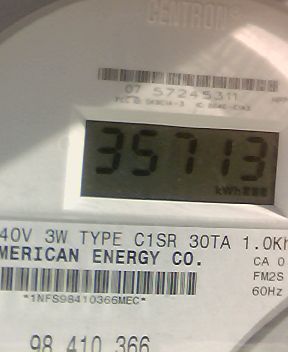 CENTRON
07 57245311
35713
kWh
40V 3W TYPE C1SR 30TA 1.0Kh
MERICAN ENERGY CO.
CA 0
FM2S
*1NFS98410366MEC*
60Hz
98 410 366